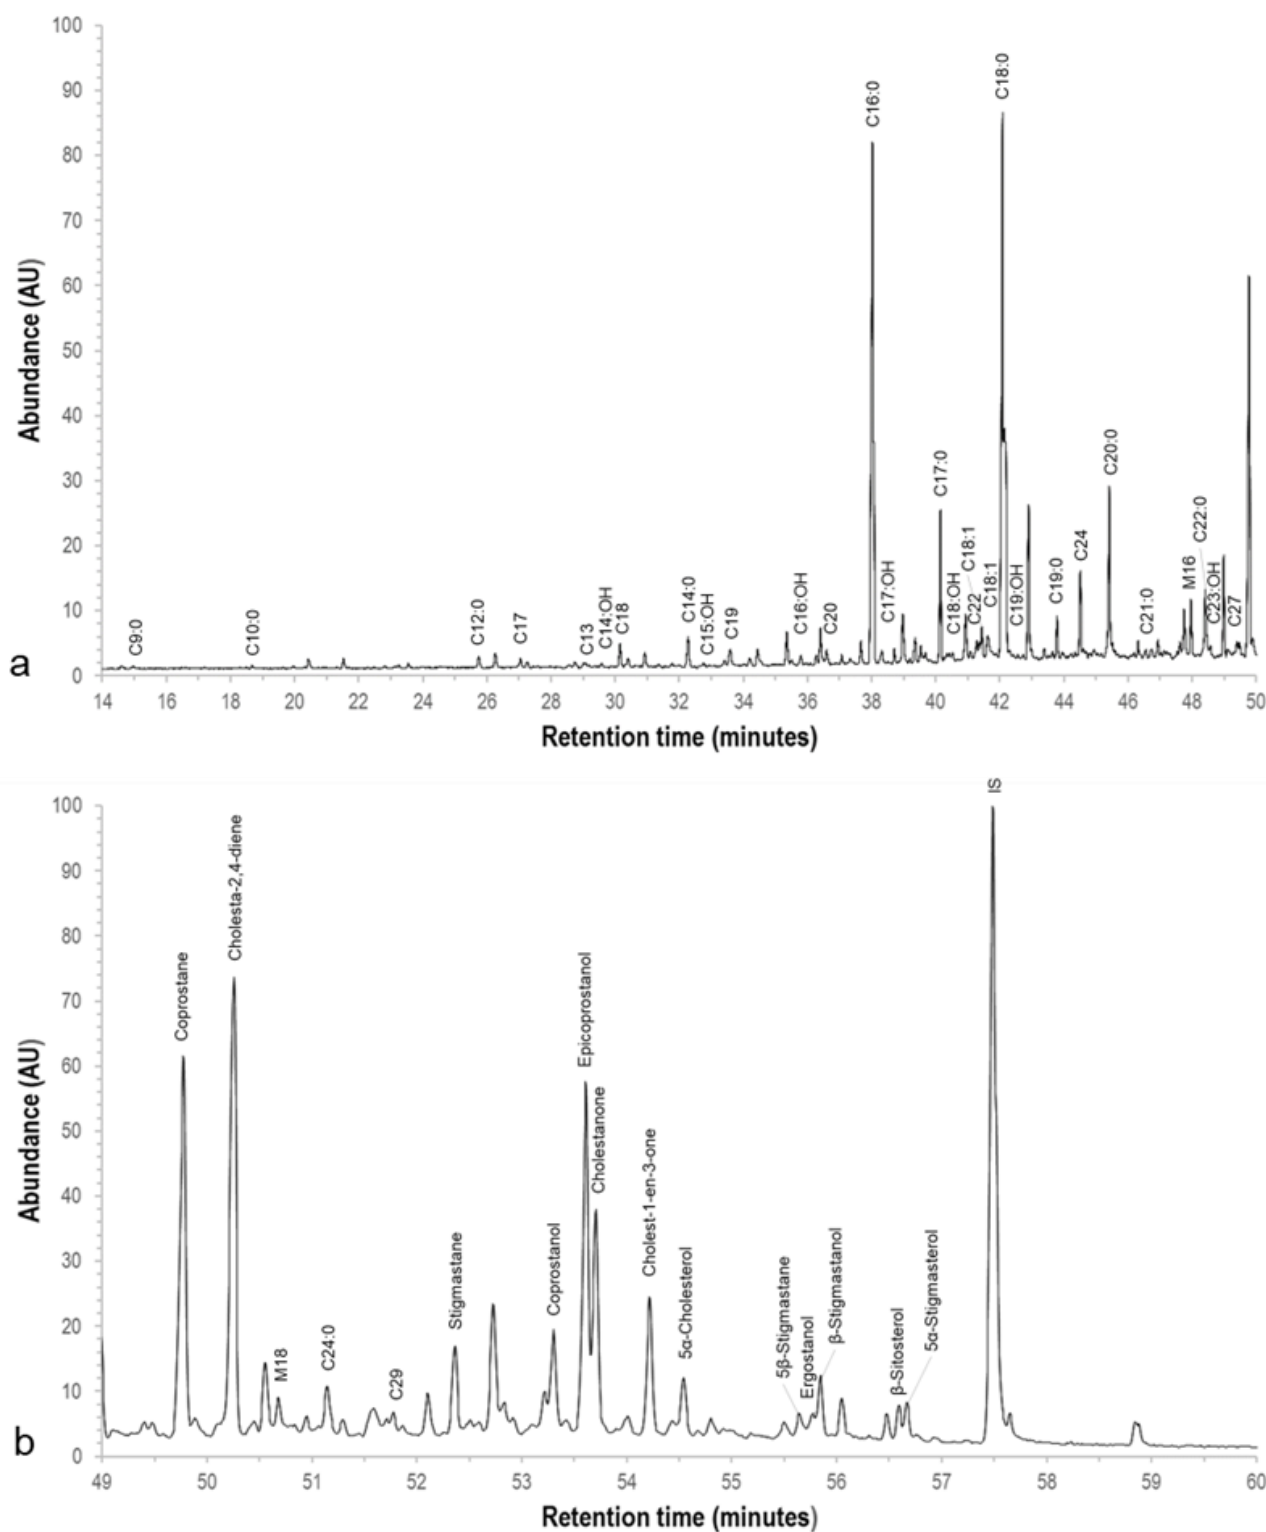 100
90
80
70
60
50
40
30
20
10
0
Abundance (AU)
a
C9:0
C10:0
C12:0
C17
C13
C14:OH
C18
C14:0
C15:OH
C19
C16:OH
C20
C16:0
C17:OH
C17:0
C18:OH
C18:1
C22
C18:1
C18:0
C19:OH
C19:0
C24
C20:0
C21:0
M16
C22:0
C23:OH
C27
14 16 18 20 22 24 26 28 30 32 34 36 38 40 42 44 46 48 50
Retention time (minutes)
100
90
80
70
60
50
40
30
20
10
0
Abundance (AU)
b
Coprostane
Cholesta-2,4-diene
M18
C24:0
C29
Stigmastane
Coprostanol
Epicoprostanol
Cholestanone
Cholest-1-en-3-one
5α-Cholesterol
5β-Stigmastane
Ergostanol
β-Stigmastanol
β-Sitosterol
5α-Stigmasterol
IS
49 50 51 52 53 54 55 56 57 58 59 60
Retention time (minutes)